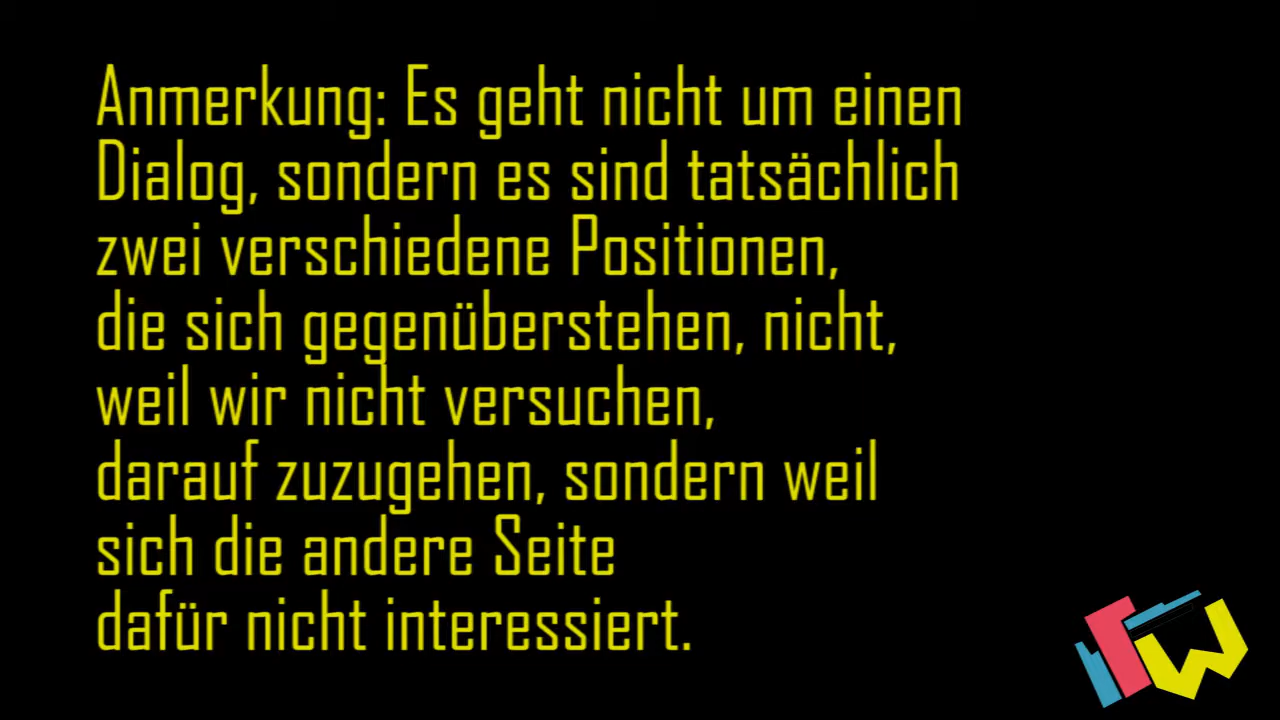 Anmerkung: Es geht nicht um einen
Dialog, sondern es sind tatsächlich
zwei verschiedene Positionen,
die sich gegenüberstehen, nicht,
weil wir nicht versuchen,
darauf zuzugehen, sondern weil
sich die andere Seite
dafür nicht interessiert.